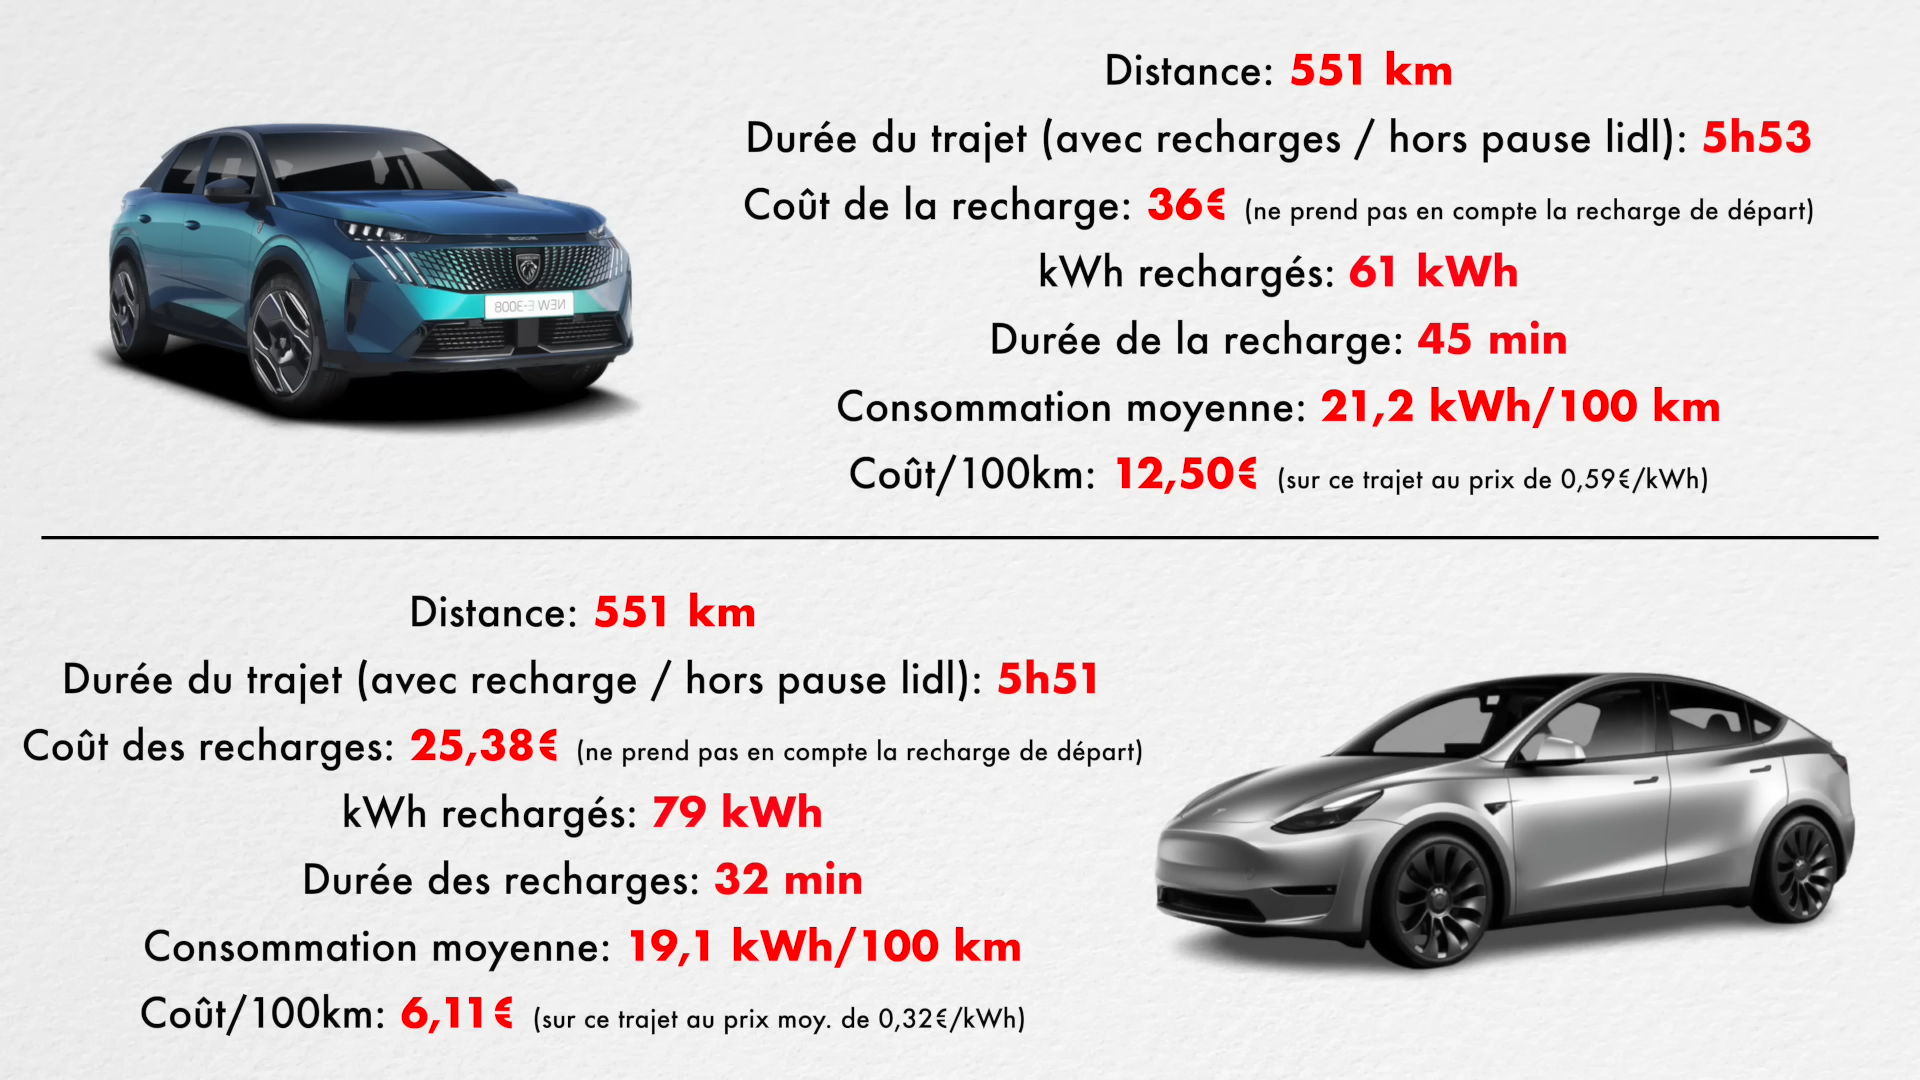 Distance: 551 km
Durée du trajet (avec recharges / hors pause lidl): 5h53
Coût de la recharge: 36€ (ne prend pas en compte la recharge de départ)
kWh rechargés: 61 kWh
Durée de la recharge: 45 min
Consommation moyenne: 21,2 kWh/100 km
Coût/100km: 12,50€ (sur ce trajet au prix de 0,59€/kWh)
NEW E-3008
Distance: 551 km
Durée du trajet (avec recharge / hors pause lidl): 5h51
Coût des recharges: 25,38€ (ne prend pas en compte la recharge de départ)
kWh rechargés: 79 kWh
Durée des recharges: 32 min
Consommation moyenne: 19,1 kWh/100 km
Coût/100km: 6,11€ (sur ce trajet au prix moy. de 0,32€/kWh)